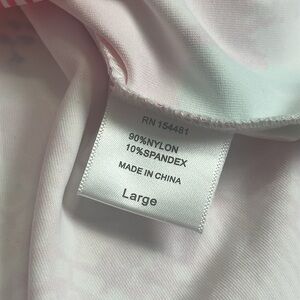 RN 154481
90%NYLON
10%SPANDEX
MADE IN CHINA
Large